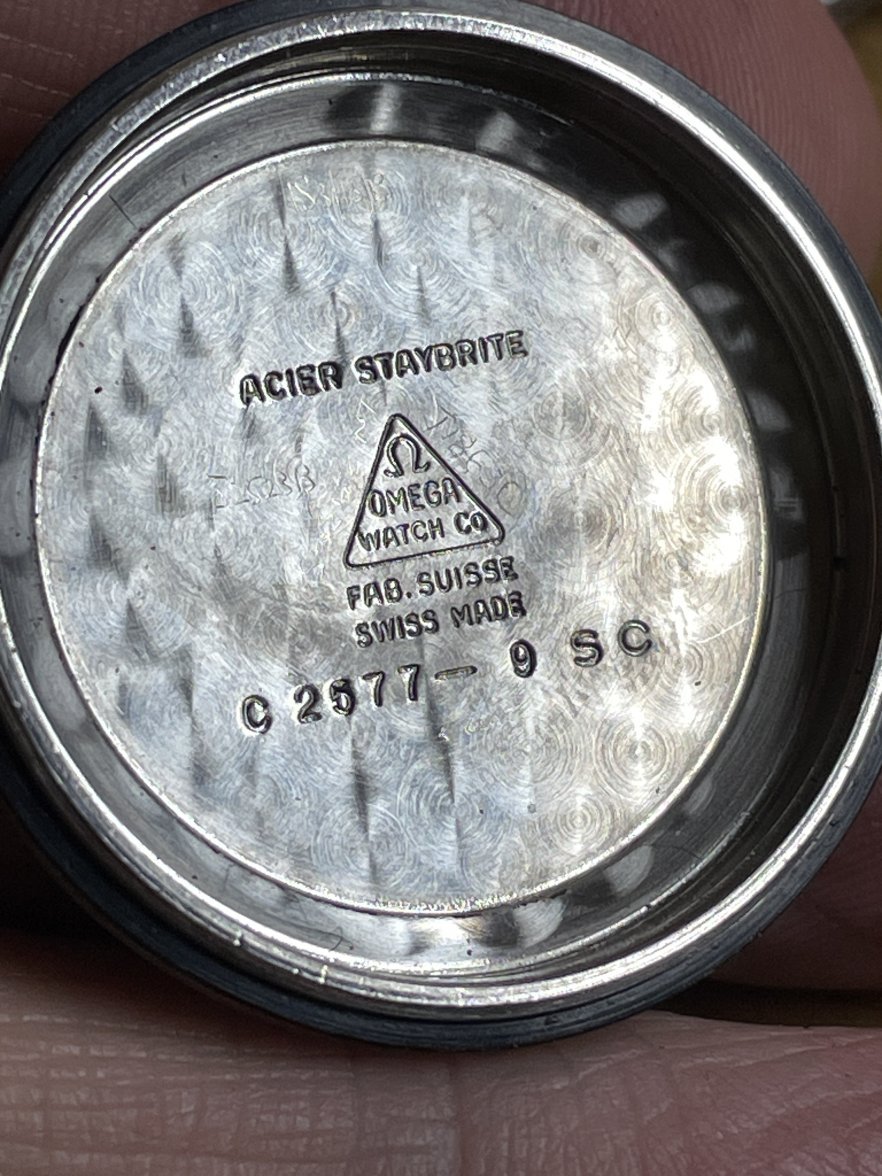 ACIER STAYBRITE
Ω
OMEGA
WATCH Co
FAB. SUISSE
SWISS MADE
C 2577 - 9 SC